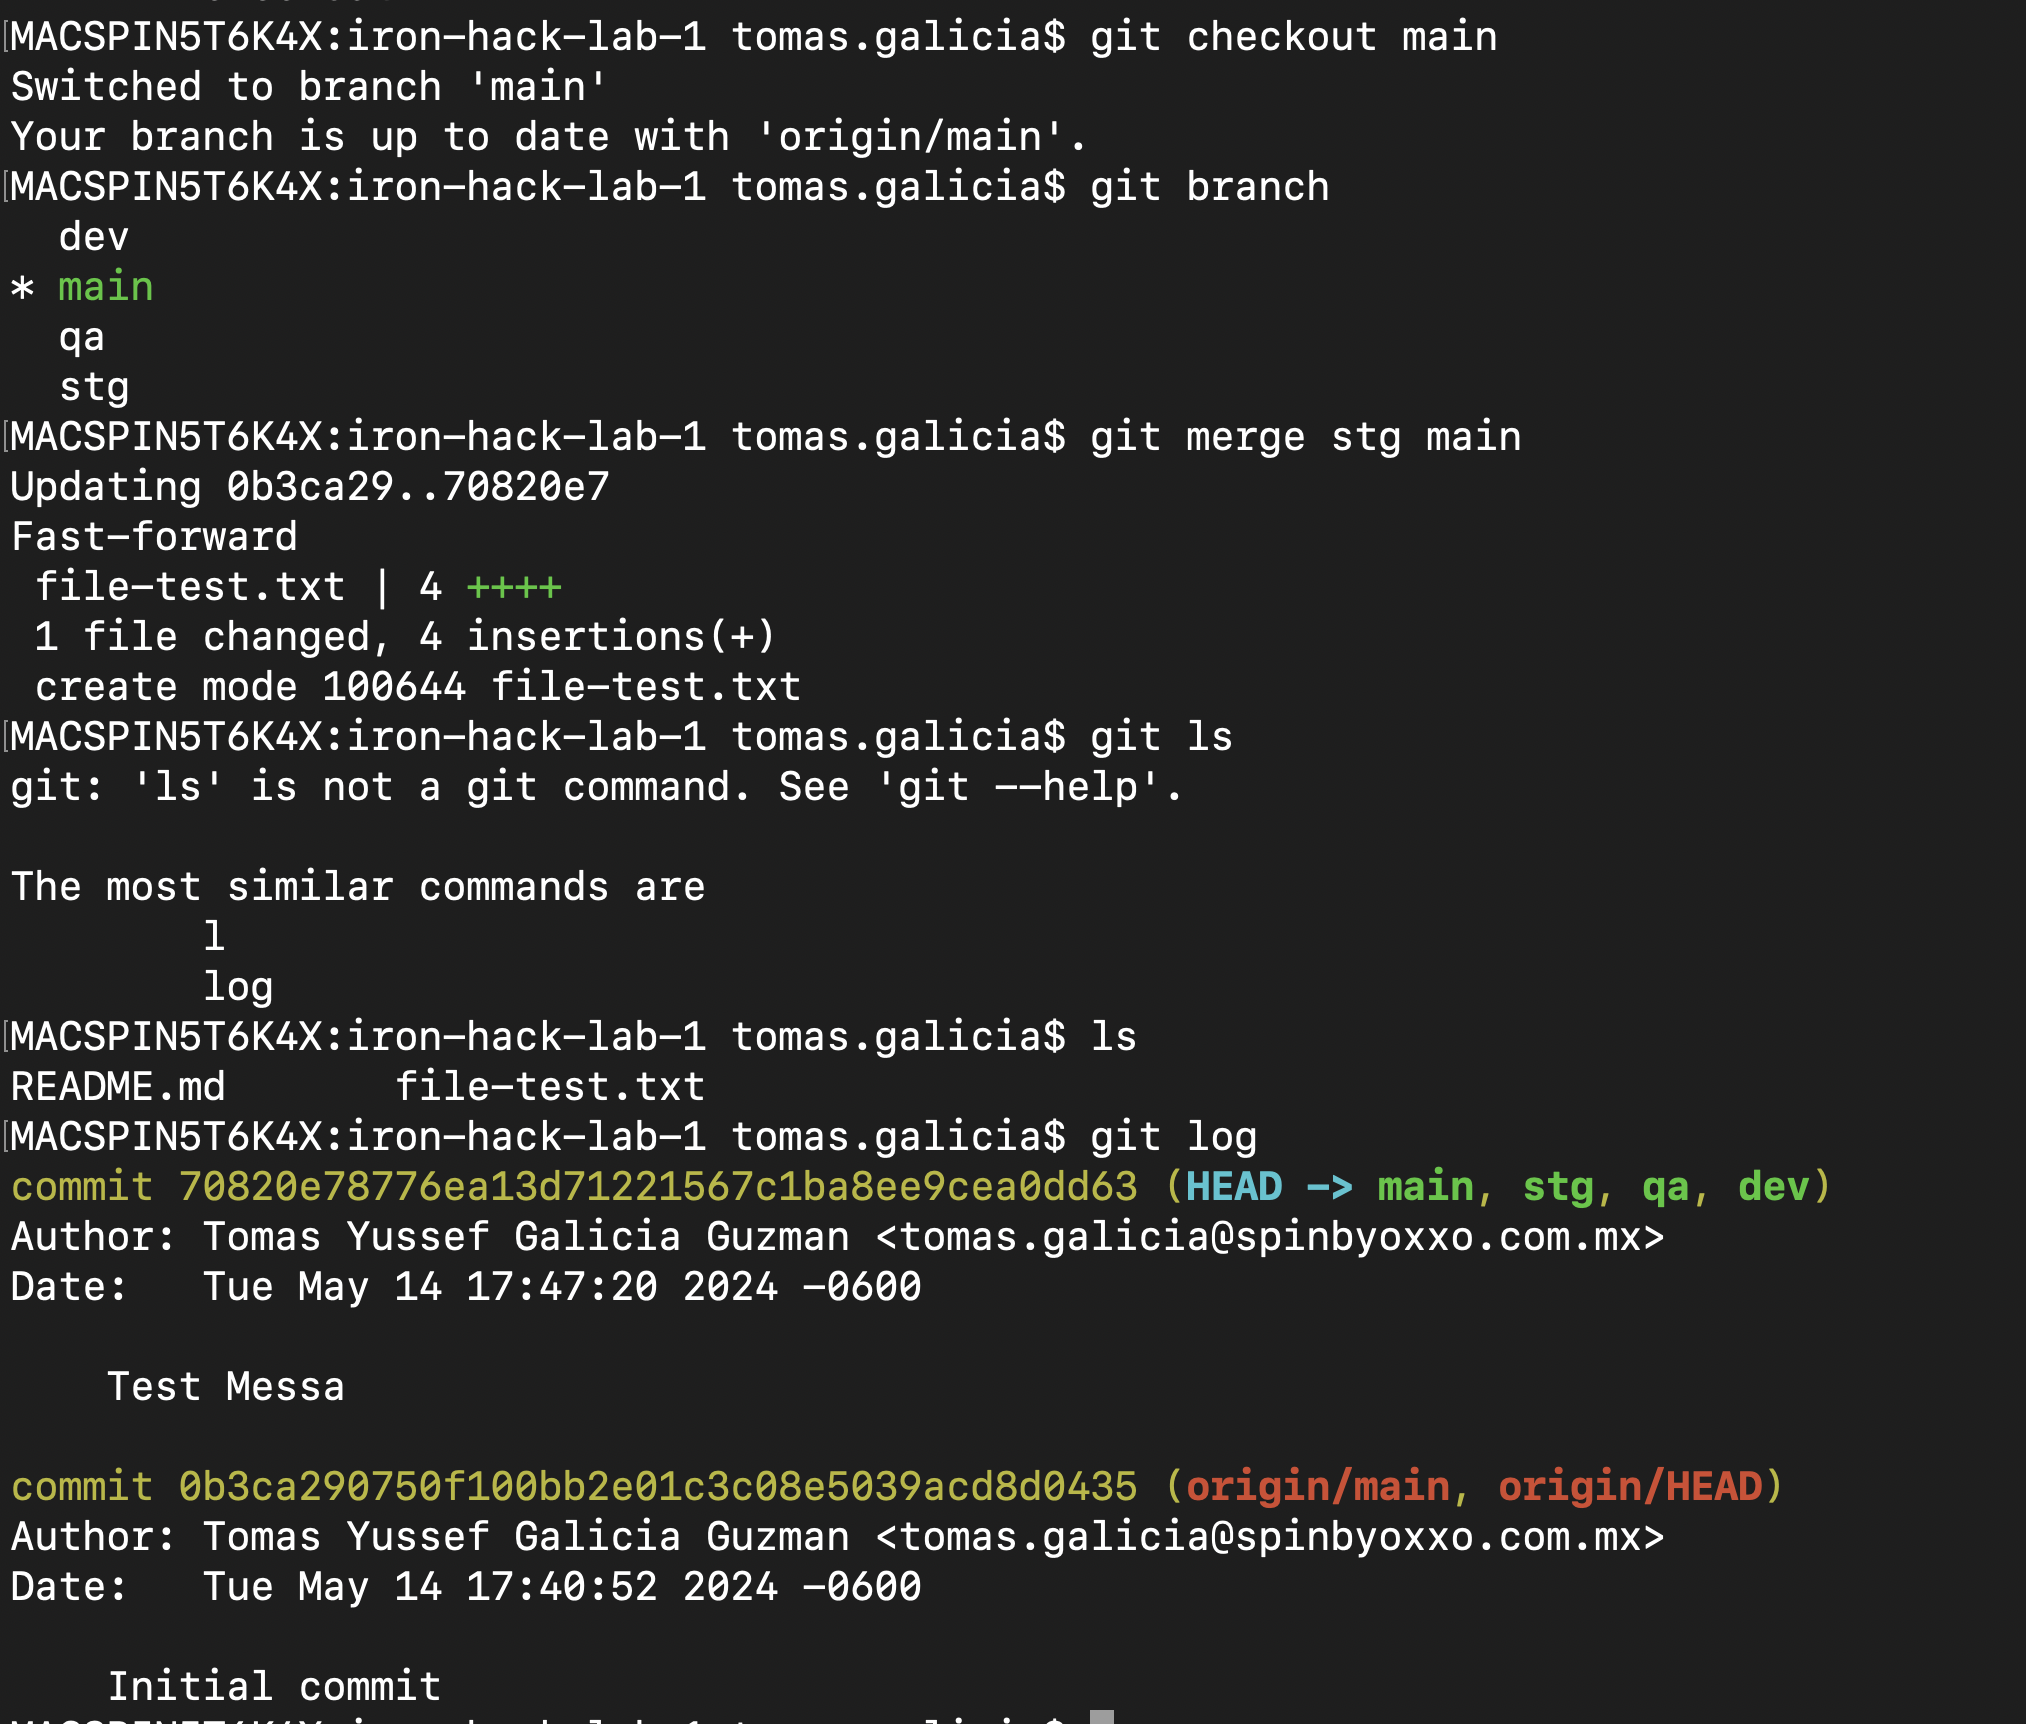 MACSPIN5T6K4X:iron-hack-lab-1 tomas.galicia$ git checkout main
Switched to branch 'main'
Your branch is up to date with 'origin/main'.
MACSPIN5T6K4X:iron-hack-lab-1 tomas.galicia$ git branch
  dev
* main
  qa
  stg
MACSPIN5T6K4X:iron-hack-lab-1 tomas.galicia$ git merge stg main
Updating 0b3ca29..70820e7
Fast-forward
 file-test.txt | 4 ++++
 1 file changed, 4 insertions(+)
 create mode 100644 file-test.txt
MACSPIN5T6K4X:iron-hack-lab-1 tomas.galicia$ git ls
git: 'ls' is not a git command. See 'git --help'.

The most similar commands are
        l
        log
MACSPIN5T6K4X:iron-hack-lab-1 tomas.galicia$ ls
README.md       file-test.txt
MACSPIN5T6K4X:iron-hack-lab-1 tomas.galicia$ git log
commit 70820e78776ea13d71221567c1ba8ee9cea0dd63 (HEAD -> main, stg, qa, dev)
Author: Tomas Yussef Galicia Guzman <tomas.galicia@spinbyoxxo.com.mx>
Date:   Tue May 14 17:47:20 2024 -0600

    Test Messa

commit 0b3ca290750f100bb2e01c3c08e5039acd8d0435 (origin/main, origin/HEAD)
Author: Tomas Yussef Galicia Guzman <tomas.galicia@spinbyoxxo.com.mx>
Date:   Tue May 14 17:40:52 2024 -0600

    Initial commit
MACSPIN5T6K4X:iron-hack-lab-1 tomas.galicia$